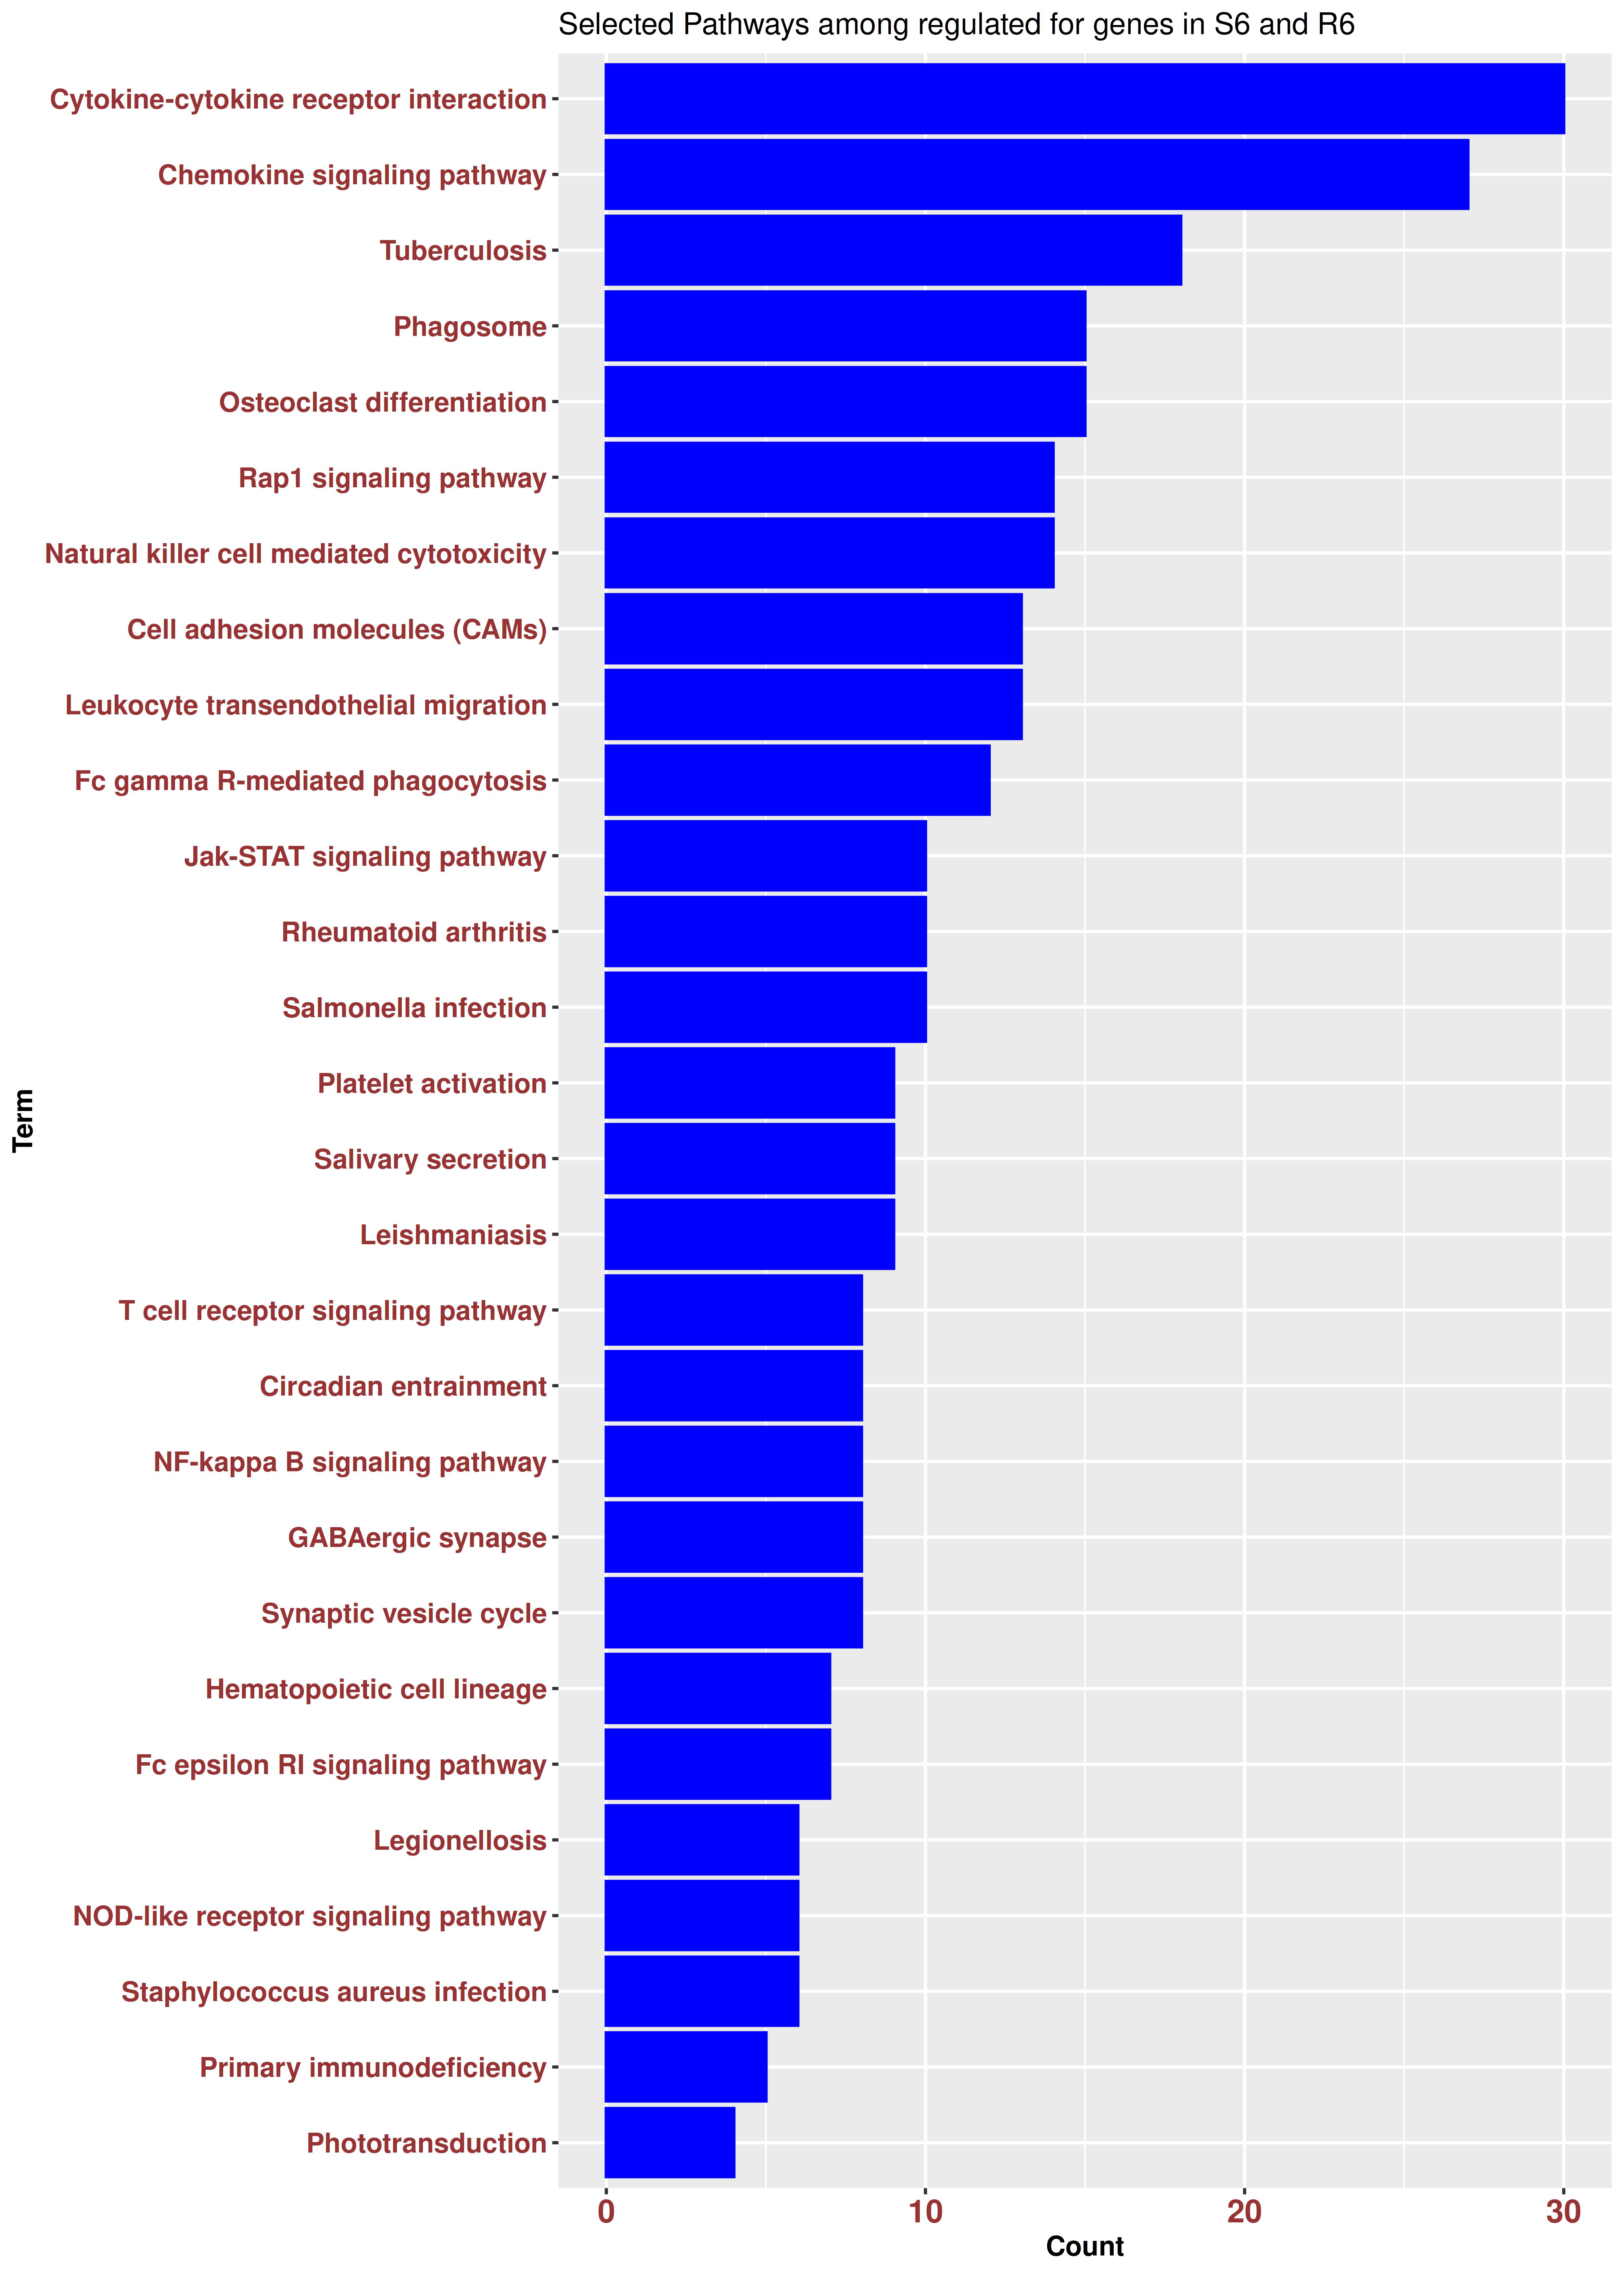 Selected Pathways among regulated for genes in S6 and R6
Cytokine-cytokine receptor interaction
Chemokine signaling pathway
Tuberculosis
Phagosome
Osteoclast differentiation
Rap1 signaling pathway
Natural killer cell mediated cytotoxicity
Cell adhesion molecules (CAMs)
Leukocyte transendothelial migration
Fc gamma R-mediated phagocytosis
Jak-STAT signaling pathway
Rheumatoid arthritis
Salmonella infection
Platelet activation
Salivary secretion
Leishmaniasis
T cell receptor signaling pathway
Circadian entrainment
NF-kappa B signaling pathway
GABAergic synapse
Synaptic vesicle cycle
Hematopoietic cell lineage
Fc epsilon RI signaling pathway
Legionellosis
NOD-like receptor signaling pathway
Staphylococcus aureus infection
Primary immunodeficiency
Phototransduction
Term
0 10 20 30
Count